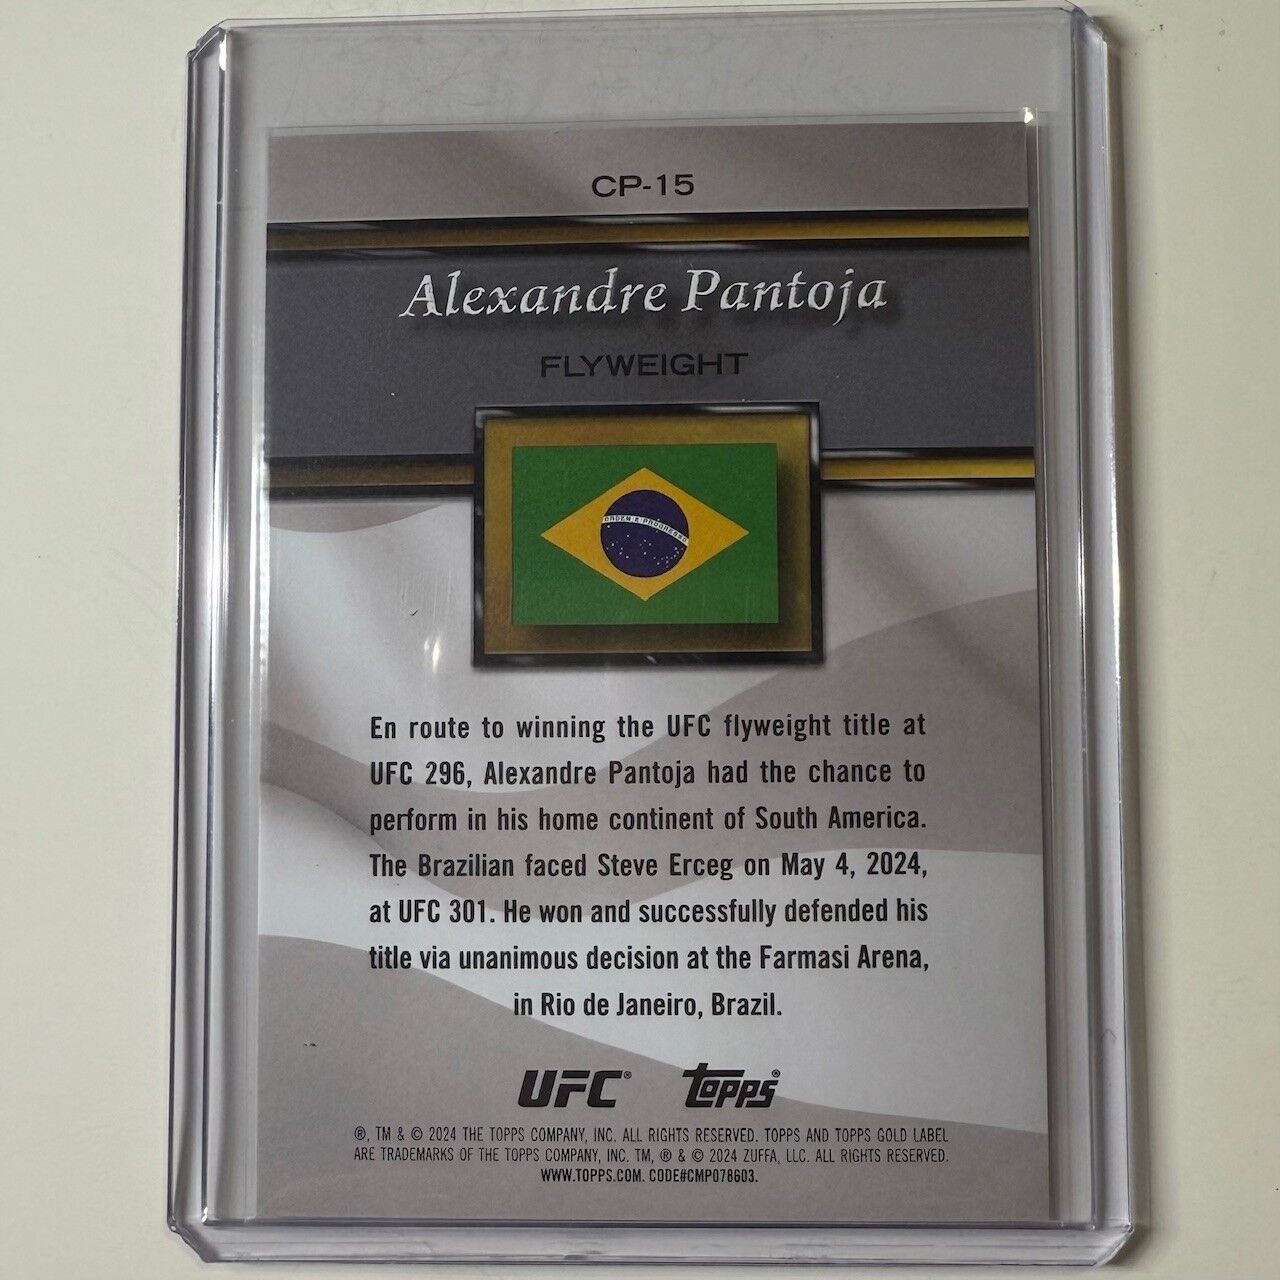 CP-15
Alexandre Pantoja
FLYWEIGHT
ORDEM E PROGRESSO
En route to winning the UFC flyweight title at
UFC 296, Alexandre Pantoja had the chance to
perform in his home continent of South America.
The Brazilian faced Steve Erceg on May 4, 2024,
at UFC 301. He won and successfully defended his
title via unanimous decision at the Farmasi Arena,
in Rio de Janeiro, Brazil.
UFC® Topps®
®, TM & © 2024 THE TOPPS COMPANY, INC. ALL RIGHTS RESERVED. TOPPS AND TOPPS GOLD LABEL
ARE TRADEMARKS OF THE TOPPS COMPANY, INC. TM, ® & © 2024 ZUFFA, LLC. ALL RIGHTS RESERVED.
WWW.TOPPS.COM. CODE#CMP078603.